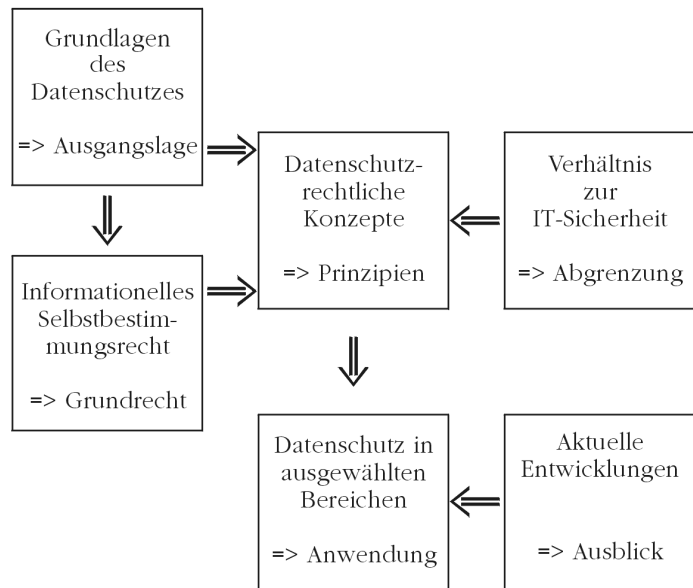 Grundlagen
des
Datenschutzes
=> Ausgangslage
Informationelles
Selbstbestim-
mungsrecht
=> Grundrecht
Datenschutz-
rechtliche
Konzepte
=> Prinzipien
Verhältnis
zur
IT-Sicherheit
=> Abgrenzung
Datenschutz in
ausgewählten
Bereichen
=> Anwendung
Aktuelle
Entwicklungen
=> Ausblick